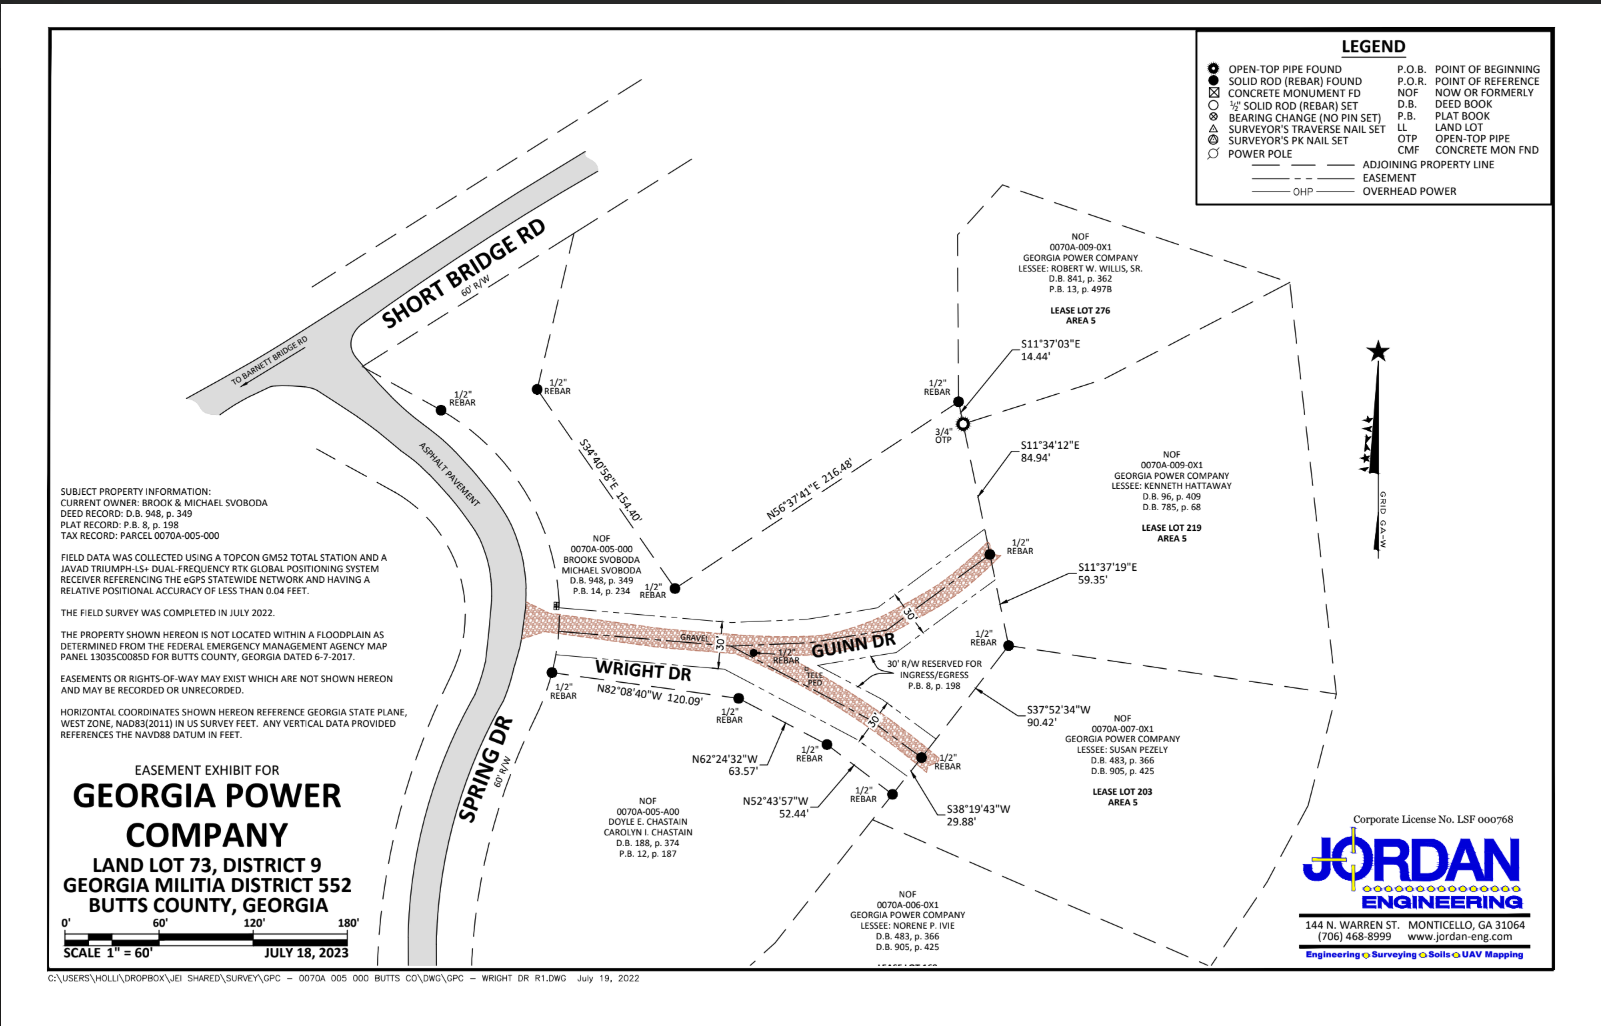 LEGEND
OPEN-TOP PIPE FOUND
SOLID ROD (REBAR) FOUND
CONCRETE MONUMENT FD
½" SOLID ROD (REBAR) SET
BEARING CHANGE (NO PIN SET)
SURVEYOR'S TRAVERSE NAIL SET
SURVEYOR'S PK NAIL SET
POWER POLE
P.O.B. POINT OF BEGINNING
P.O.R. POINT OF REFERENCE
NOF NOW OR FORMERLY
D.B. DEED BOOK
P.B. PLAT BOOK
LL LAND LOT
OTP OPEN-TOP PIPE
CMF CONCRETE MON FND
ADJOINING PROPERTY LINE
EASEMENT
OHP OVERHEAD POWER
SHORT BRIDGE RD
60' R/W
TO BARNETT BRIDGE RD
NOF
0070A-009-0X1
GEORGIA POWER COMPANY
LESSEE: ROBERT W. WILLIS, SR.
D.B. 841, p. 362
P.B. 13, p. 497B
LEASE LOT 276
AREA 5
S11°37'03"E
14.44'
1/2"
REBAR
1/2"
REBAR
1/2"
REBAR
3/4"
OTP
ASPHALT PAVEMENT
S34°40'58"E 154.40'
N56°37'41"E 216.48'
S11°34'12"E
84.94'
NOF
0070A-009-0X1
GEORGIA POWER COMPANY
LESSEE: KENNETH HATTAWAY
D.B. 96, p. 409
D.B. 785, p. 68
LEASE LOT 219
AREA 5
GRID GA-W
SUBJECT PROPERTY INFORMATION:
CURRENT OWNER: BROOK & MICHAEL SVOBODA
DEED RECORD: D.B. 948, p. 349
PLAT RECORD: P.B. 8, p. 198
TAX RECORD: PARCEL 0070A-005-000
FIELD DATA WAS COLLECTED USING A TOPCON GM52 TOTAL STATION AND A
JAVAD TRIUMPH-LS+ DUAL-FREQUENCY RTK GLOBAL POSITIONING SYSTEM
RECEIVER REFERENCING THE eGPS STATEWIDE NETWORK AND HAVING A
RELATIVE POSITIONAL ACCURACY OF LESS THAN 0.04 FEET.
THE FIELD SURVEY WAS COMPLETED IN JULY 2022.
THE PROPERTY SHOWN HEREON IS NOT LOCATED WITHIN A FLOODPLAIN AS
DETERMINED FROM THE FEDERAL EMERGENCY MANAGEMENT AGENCY MAP
PANEL 13035C0085D FOR BUTTS COUNTY, GEORGIA DATED 6-7-2017.
EASEMENTS OR RIGHTS-OF-WAY MAY EXIST WHICH ARE NOT SHOWN HEREON
AND MAY BE RECORDED OR UNRECORDED.
HORIZONTAL COORDINATES SHOWN HEREON REFERENCE GEORGIA STATE PLANE,
WEST ZONE, NAD83(2011) IN US SURVEY FEET. ANY VERTICAL DATA PROVIDED
REFERENCES THE NAVD88 DATUM IN FEET.
NOF
0070A-005-000
BROOKE SVOBODA
MICHAEL SVOBODA
D.B. 948, p. 349
P.B. 14, p. 234
1/2"
REBAR
1/2"
REBAR
S11°37'19"E
59.35'
GRAVEL
30'
30'
1/2"
REBAR
GUINN DR
1/2"
REBAR
WRIGHT DR
TELE
PED
30' R/W RESERVED FOR
INGRESS/EGRESS
P.B. 8, p. 198
1/2"
REBAR
N82°08'40"W 120.09'
1/2"
REBAR
30'
S37°52'34"W
90.42'
NOF
0070A-007-0X1
GEORGIA POWER COMPANY
LESSEE: SUSAN PEZELY
D.B. 483, p. 366
D.B. 905, p. 425
LEASE LOT 203
AREA 5
SPRING DR
60' R/W
1/2"
REBAR
N62°24'32"W
63.57'
1/2"
REBAR
N52°43'57"W
52.44'
1/2"
REBAR
S38°19'43"W
29.88'
NOF
0070A-005-A00
DOYLE E. CHASTAIN
CAROLYN I. CHASTAIN
D.B. 188, p. 374
P.B. 12, p. 187
NOF
0070A-006-0X1
GEORGIA POWER COMPANY
LESSEE: NORENE P. IVIE
D.B. 483, p. 366
D.B. 905, p. 425
EASEMENT EXHIBIT FOR
GEORGIA POWER
COMPANY
LAND LOT 73, DISTRICT 9
GEORGIA MILITIA DISTRICT 552
BUTTS COUNTY, GEORGIA
0' 60' 120' 180'
SCALE 1" = 60' JULY 18, 2023
Corporate License No. LSF 000768
JORDAN
ENGINEERING
144 N. WARREN ST. MONTICELLO, GA 31064
(706) 468-8999 www.jordan-eng.com
Engineering Surveying Soils UAV Mapping
C:\USERS\HOLLI\DROPBOX\JEI SHARED\SURVEY\GPC - 0070A 005 000 BUTTS CO\DWG\GPC - WRIGHT DR R1.DWG July 19, 2022